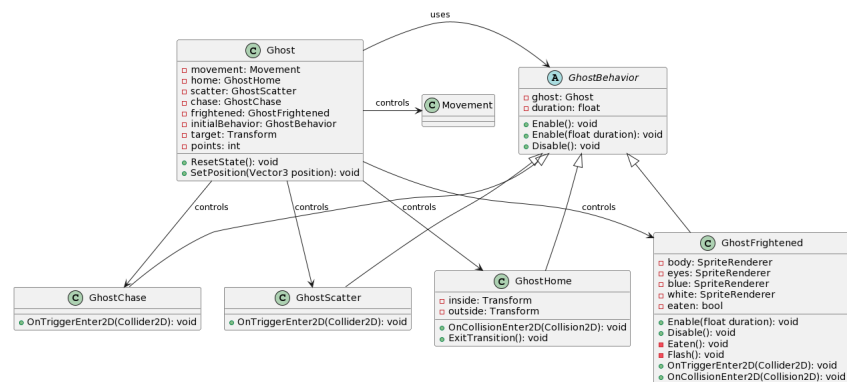 uses
C Ghost
movement: Movement
home: GhostHome
scatter: GhostScatter
chase: GhostChase
frightened: GhostFrightened
initialBehavior: GhostBehavior
target: Transform
points: int
ResetState(): void
SetPosition(Vector3 position): void
controls
C Movement
A GhostBehavior
ghost: Ghost
duration: float
Enable(): void
Enable(float duration): void
Disable(): void
controls
controls
controls
controls
C GhostChase
OnTriggerEnter2D(Collider2D): void
C GhostScatter
OnTriggerEnter2D(Collider2D): void
C GhostHome
inside: Transform
outside: Transform
OnCollisionEnter2D(Collision2D): void
ExitTransition(): void
C GhostFrightened
body: SpriteRenderer
eyes: SpriteRenderer
blue: SpriteRenderer
white: SpriteRenderer
eaten: bool
Enable(float duration): void
Disable(): void
Eaten(): void
Flash(): void
OnTriggerEnter2D(Collider2D): void
OnCollisionEnter2D(Collision2D): void